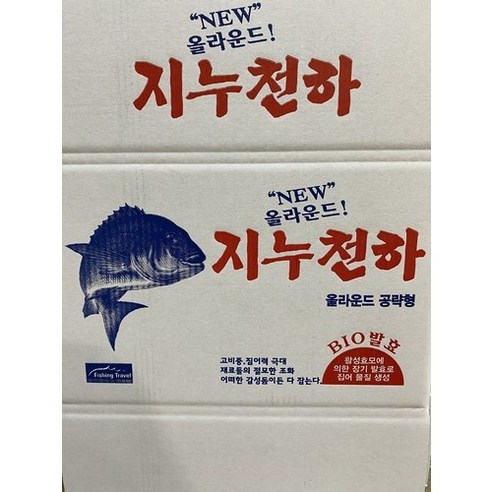 “NEW”
올라운드!
지누천하
“NEW”
올라운드!
지누천하
올라운드 공략형
BIO발효
고비중.집어력 극대
재료들의 절묘한 조화
어떠한 감성돔이든 다 잡는다.
활성효모에
의한 장기 발효로
집어 물질 생성
Fishing Travel